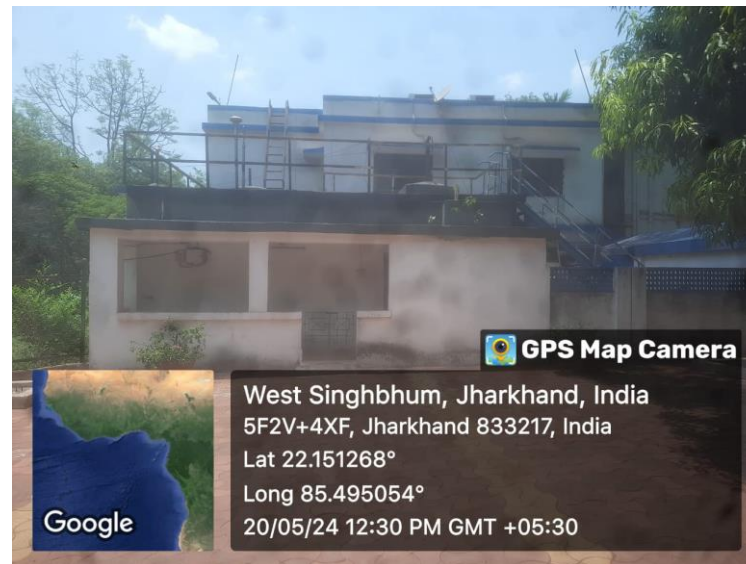 GPS Map Camera
West Singhbhum, Jharkhand, India
5F2V+4XF, Jharkhand 833217, India
Lat 22.151268°
Long 85.495054°
20/05/24 12:30 PM GMT +05:30
Google